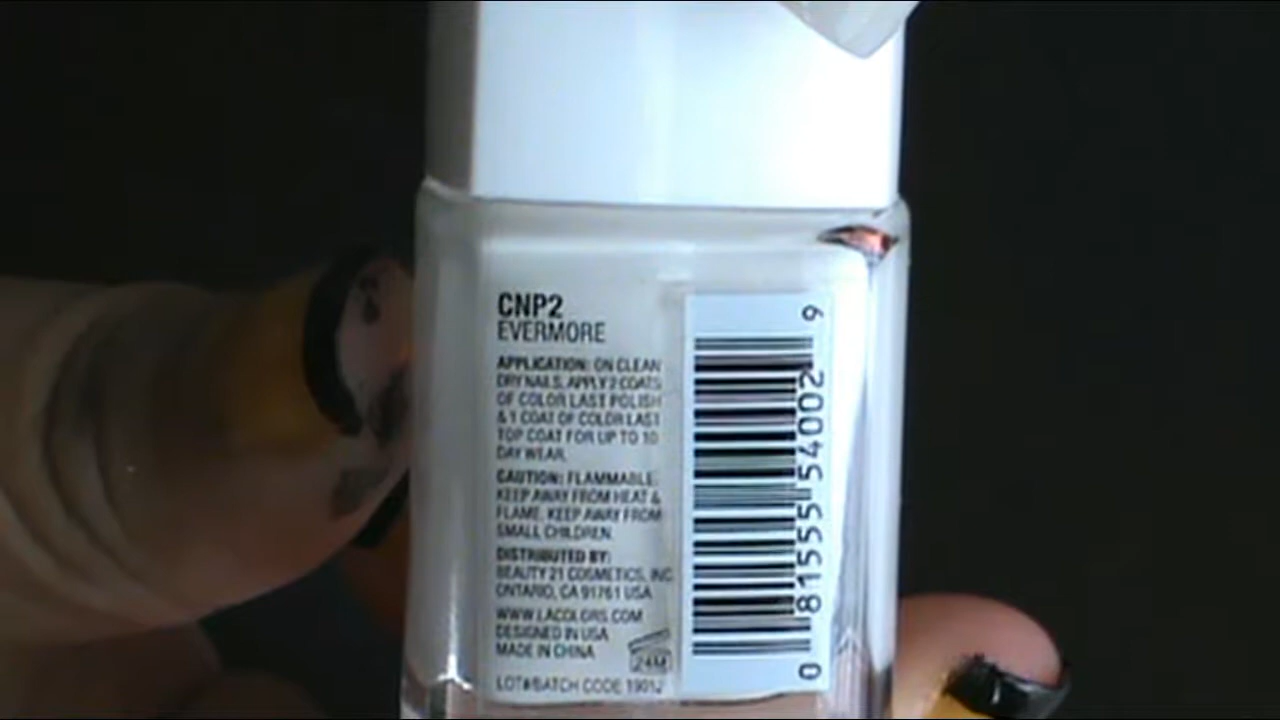 CNP2
EVERMORE
APPLICATION: ON CLEAN
DRY NAILS, APPLY 2 COATS
OF COLOR LAST POLISH
& 1 COAT OF COLOR LAST
TOP COAT FOR UP TO 10
DAY WEAR.
CAUTION: FLAMMABLE.
KEEP AWAY FROM HEAT &
FLAME. KEEP AWAY FROM
SMALL CHILDREN.
DISTRIBUTED BY:
BEAUTY 21 COSMETICS, INC
ONTARIO, CA 91761 USA
WWW.LACOLORS.COM
DESIGNED IN USA
MADE IN CHINA
24M
LOT#/BATCH CODE 19012
0 81555 54002 9